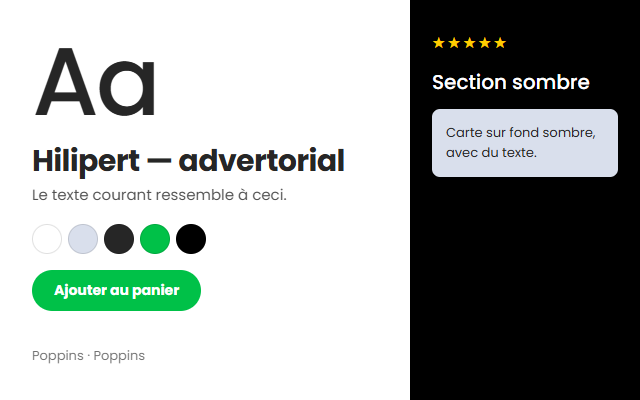 Aa
Hilipert — advertorial
Le texte courant ressemble à ceci.
Ajouter au panier
Poppins · Poppins
★★★★★
Section sombre
Carte sur fond sombre,
avec du texte.